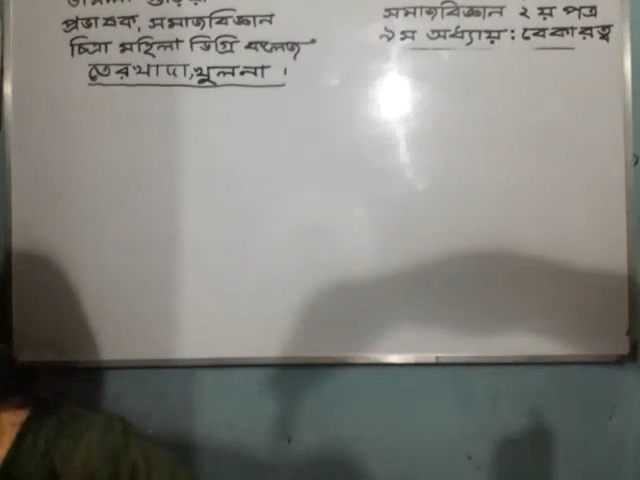 প্রভাষক, সমাজবিজ্ঞান
চিত্রা মহিলা ডিগ্রি কলেজ
তেরখাদা, খুলনা ।
সমাজবিজ্ঞান ২য় পত্র
৯ম অধ্যায় : বেকারত্ব